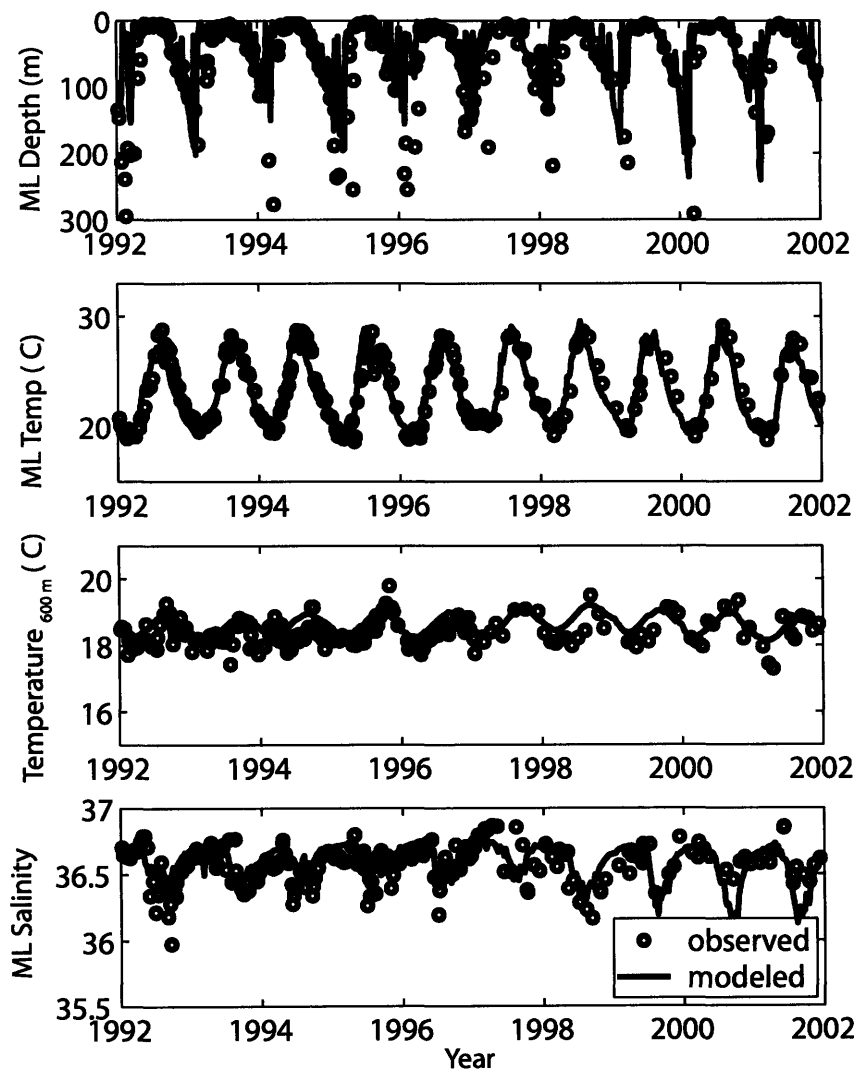 0
100
200
300
ML Depth (m)
1992 1994 1996 1998 2000 2002
30
20
ML Temp ( C)
1992 1994 1996 1998 2000 2002
20
18
16
Temperature 600 m ( C)
1992 1994 1996 1998 2000 2002
37
36.5
36
35.5
ML Salinity
observed
modeled
1992 1994 1996 1998 2000 2002
Year